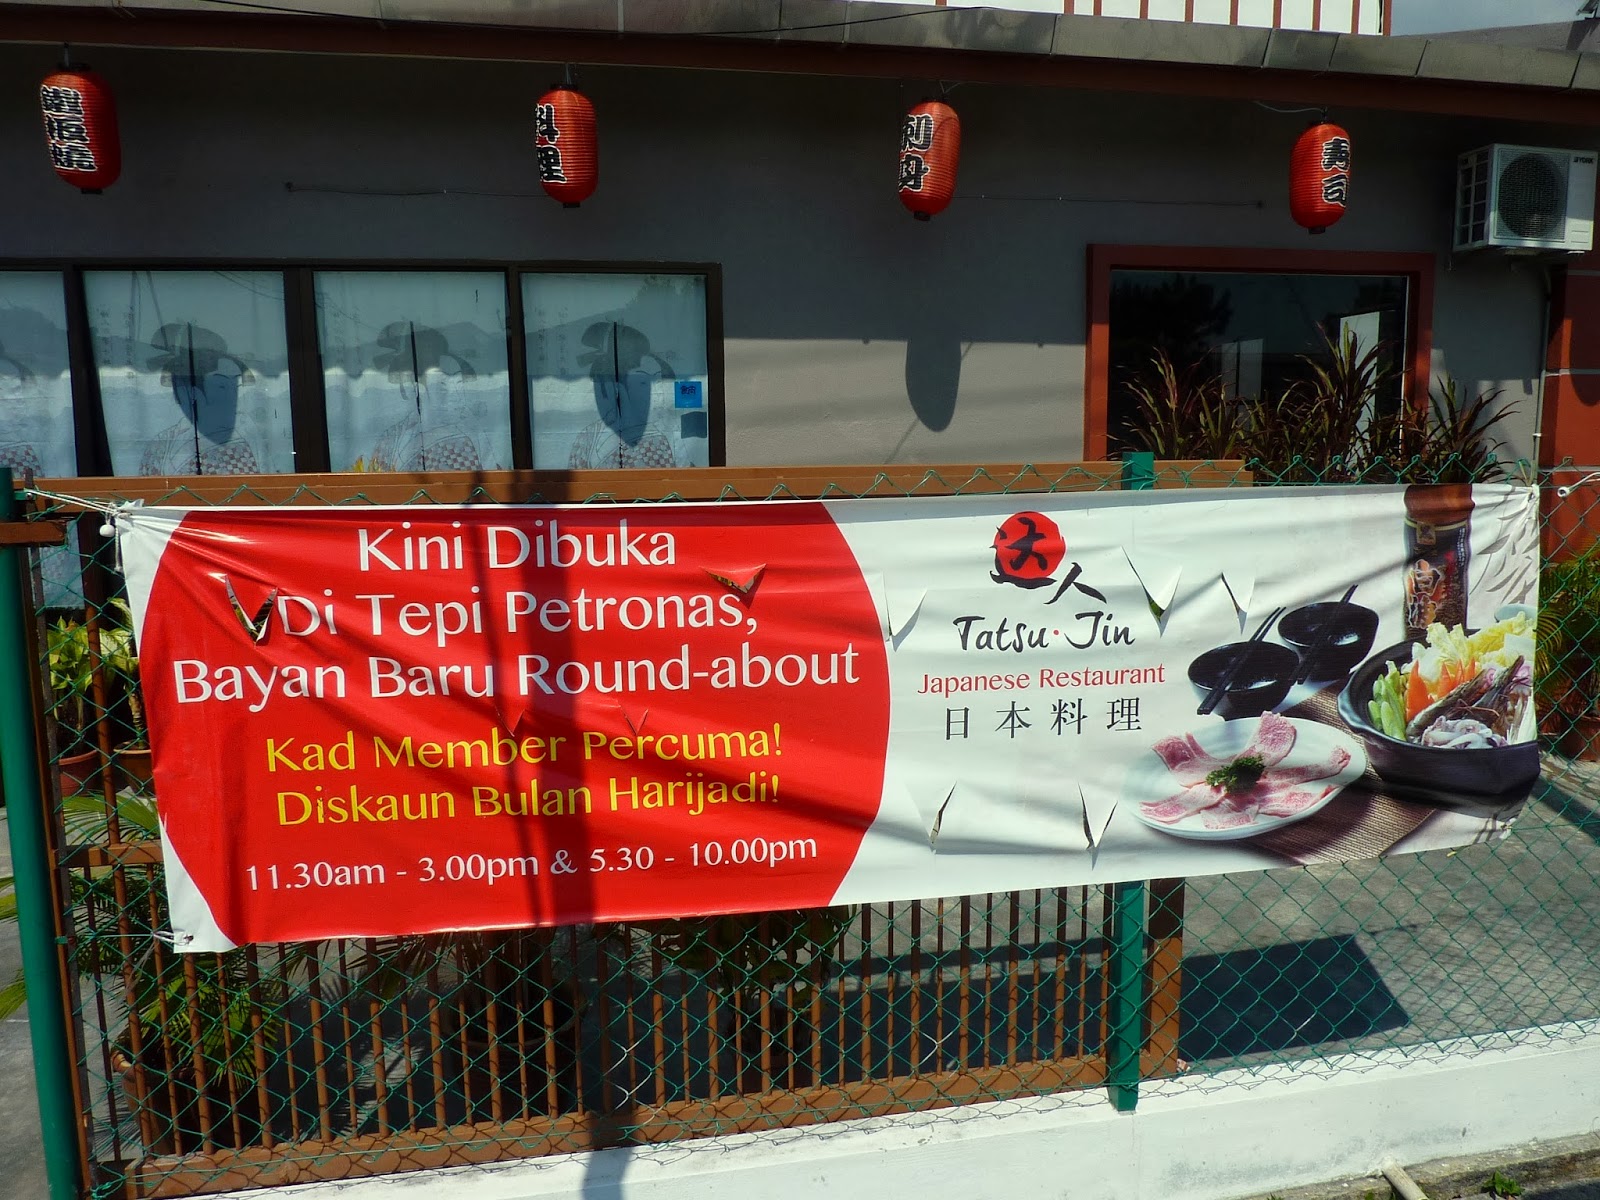 料理
寿司
Kini Dibuka
Di Tepi Petronas,
Bayan Baru Round-about
Kad Member Percuma!
Diskaun Bulan Harijadi!
11.30am - 3.00pm & 5.30 - 10.00pm
达人
Tatsu·Jin
Japanese Restaurant
日本料理